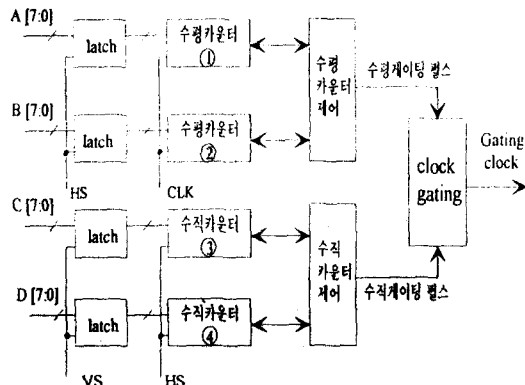 A [7:0]
latch
수평카운터
①
수평
카운터
제어
수평게이팅 펄스
B [7:0]
latch
수평카운터
②
HS
CLK
clock
gating
Gating
clock
C [7:0]
latch
수직카운터
③
수직
카운터
제어
수직게이팅 펄스
D [7:0]
latch
수직카운터
④
VS
HS